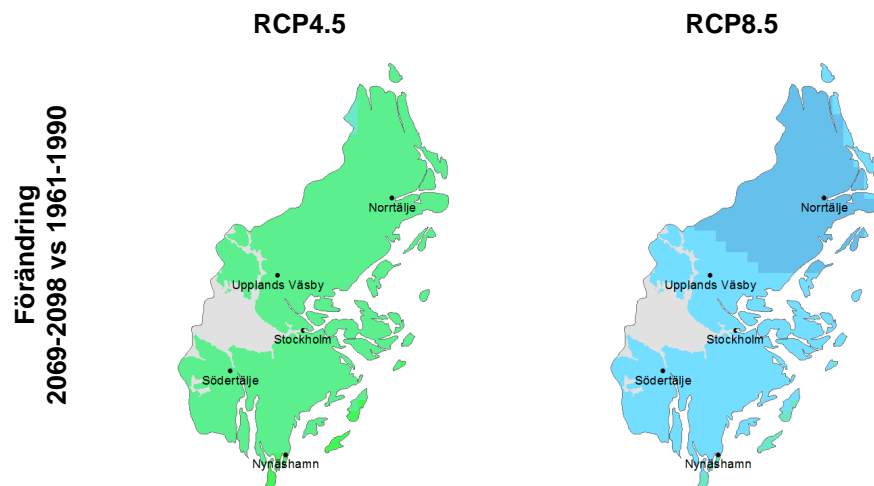 RCP4.5
RCP8.5
Förändring
2069-2098 vs 1961-1990
Norrtälje
Upplands Väsby
Stockholm
Södertälje
Nynäshamn
Norrtälje
Upplands Väsby
Stockholm
Södertälje
Nynäshamn